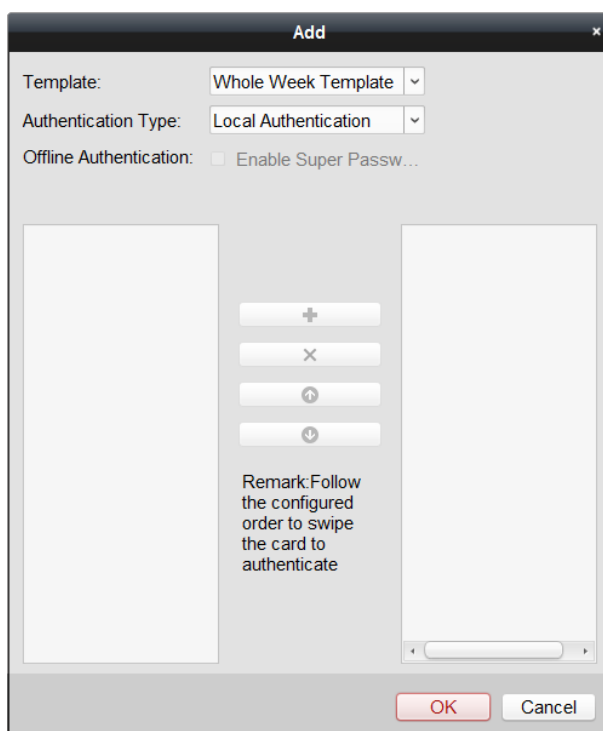 Add
Template:
Whole Week Template
Authentication Type:
Local Authentication
Offline Authentication:
Enable Super Passw...
Remark:Follow
the configured
order to swipe
the card to
authenticate
OK
Cancel